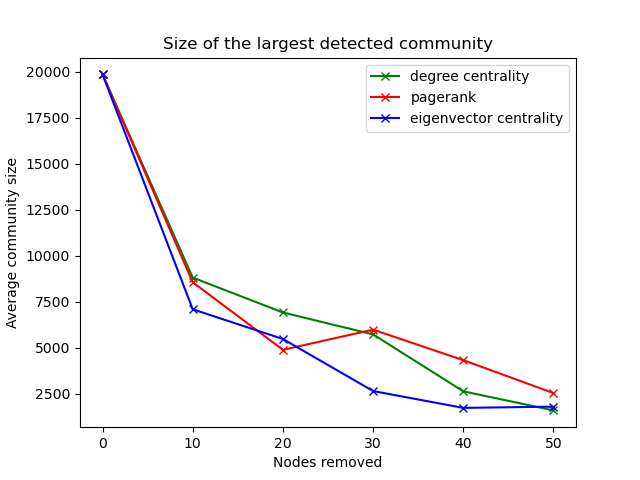 Size of the largest detected community
degree centrality
pagerank
eigenvector centrality
Average community size
20000
17500
15000
12500
10000
7500
5000
2500
0 10 20 30 40 50
Nodes removed